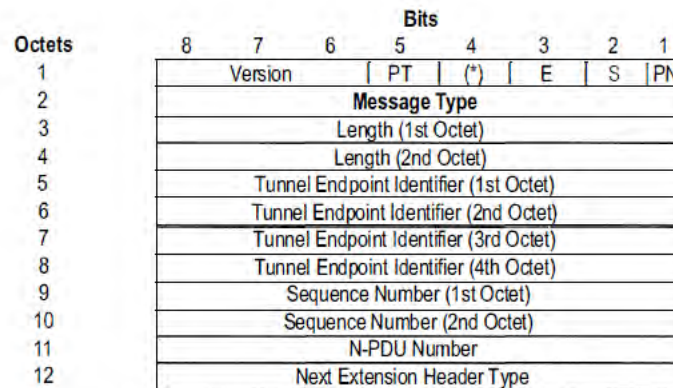 Bits
Octets 8 7 6 5 4 3 2 1
1 Version PT (*) E S PN
2 Message Type
3 Length (1st Octet)
4 Length (2nd Octet)
5 Tunnel Endpoint Identifier (1st Octet)
6 Tunnel Endpoint Identifier (2nd Octet)
7 Tunnel Endpoint Identifier (3rd Octet)
8 Tunnel Endpoint Identifier (4th Octet)
9 Sequence Number (1st Octet)
10 Sequence Number (2nd Octet)
11 N-PDU Number
12 Next Extension Header Type